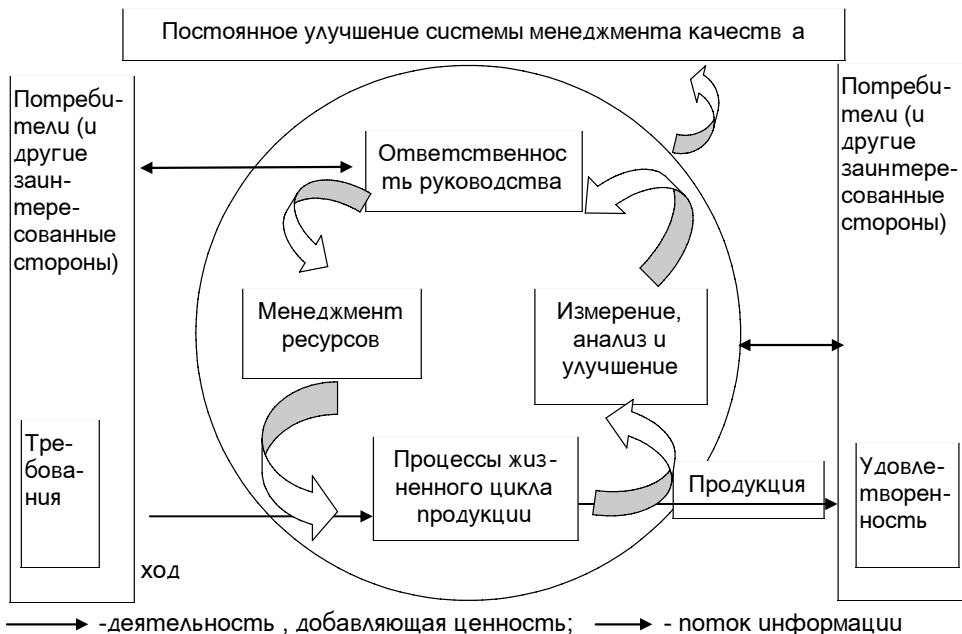 Постоянное улучшение системы менеджмента качеств а
Потреби-
тели (и
другие
заин-
тере-
сованные
стороны)
Тре-
бова-
ния
ход
Ответственнос
ть руководства
Менеджмент
ресурсов
Измерение,
анализ и
улучшение
Процессы жиз-
ненного цикла
продукции
Продукция
Потреби-
тели (и
другие
заинтере-
сованные
стороны)
Удовле-
творен-
ность
-деятельность , добавляющая ценность; - поток информации